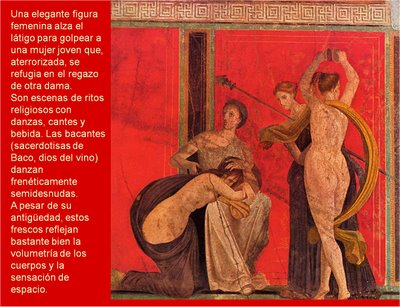 Una elegante figura
femenina alza el
látigo para golpear a
una mujer joven que,
aterrorizada, se
refugia en el regazo
de otra dama.
Son escenas de ritos
religiosos con
danzas, cantes y
bebida. Las bacantes
(sacerdotisas de
Baco, dios del vino)
danzan
frenéticamente
semidesnudas.
A pesar de su
antigüedad, estos
frescos reflejan
bastante bien la
volumetría de los
cuerpos y la
sensación de
espacio.